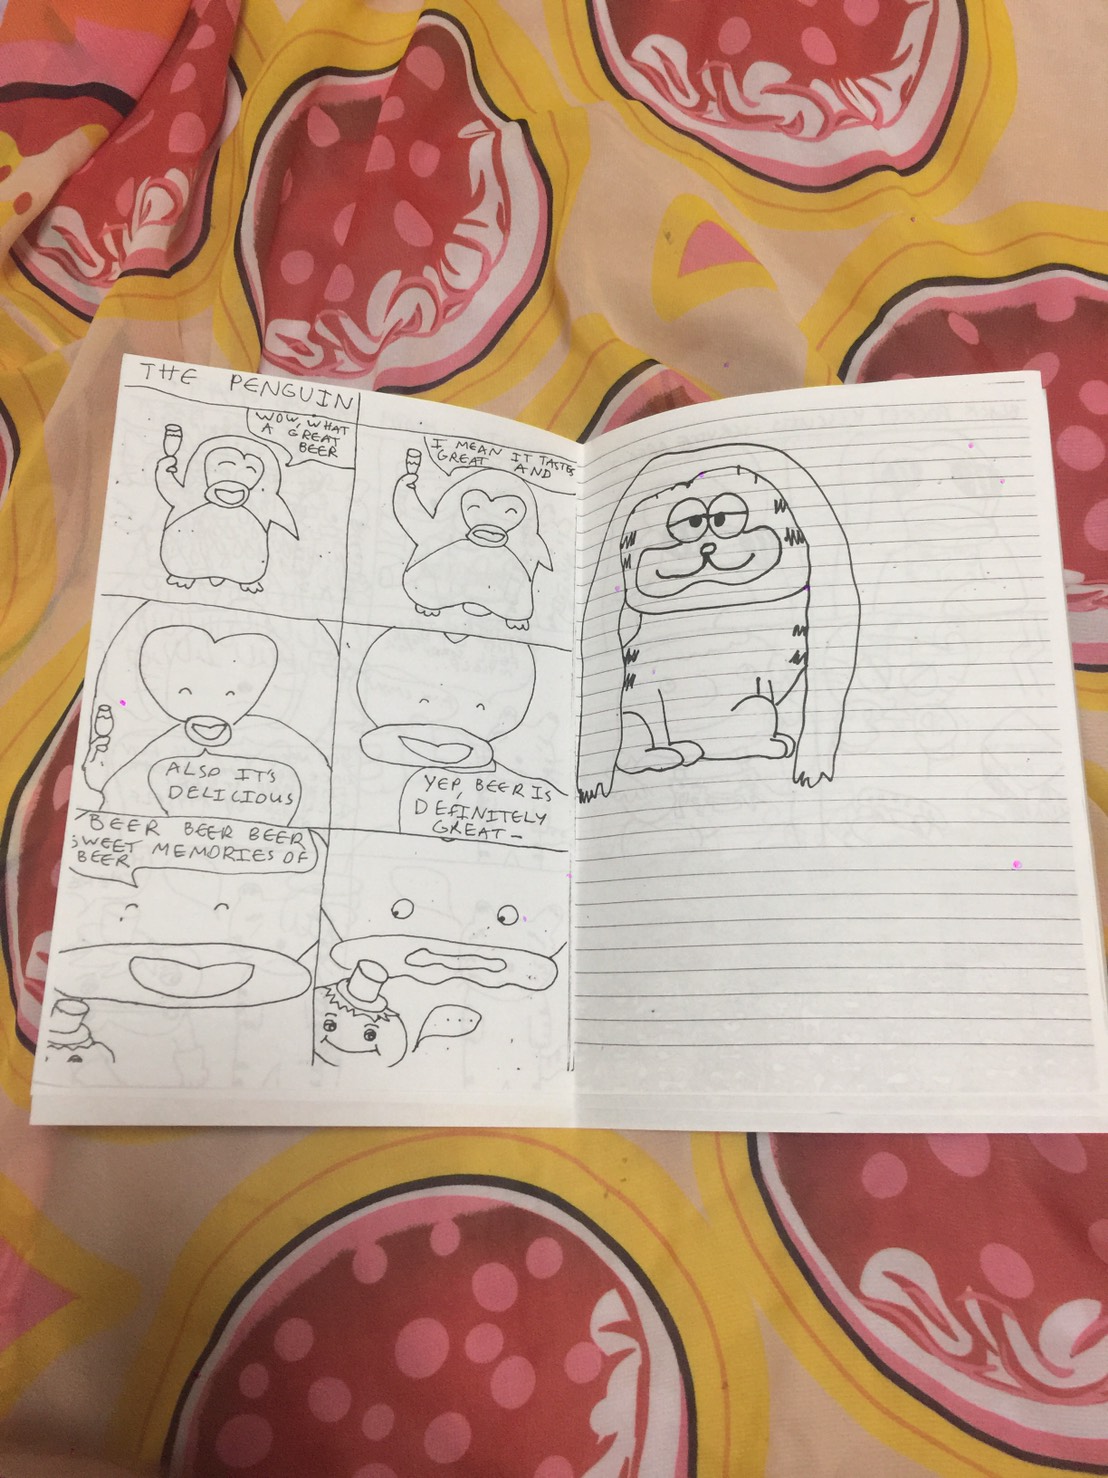 THE PENGUIN
WOW, WHAT
A GREAT
BEER
I MEAN IT TASTES
GREAT AND
ALSO IT'S
DELICIOUS
YEP, BEER IS
DEFINITELY
GREAT-
BEER BEER BEER
SWEET MEMORIES OF
BEER
....